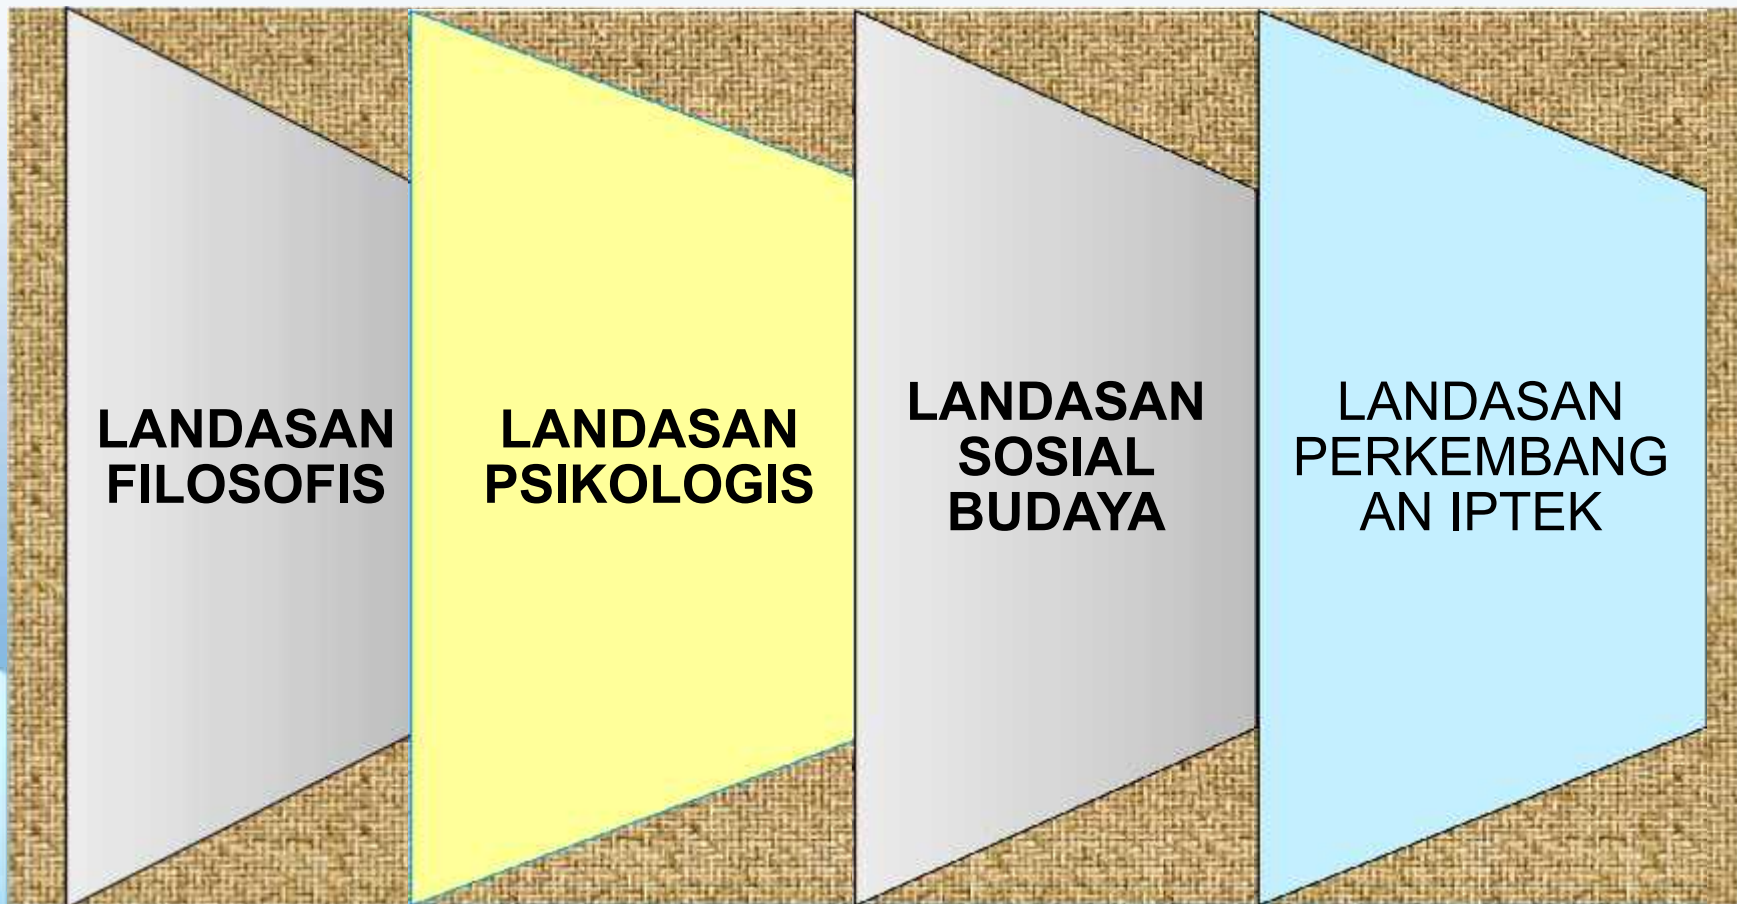 LANDASAN
FILOSOFIS
LANDASAN
PSIKOLOGIS
LANDASAN
SOSIAL
BUDAYA
LANDASAN
PERKEMBANG
AN IPTEK